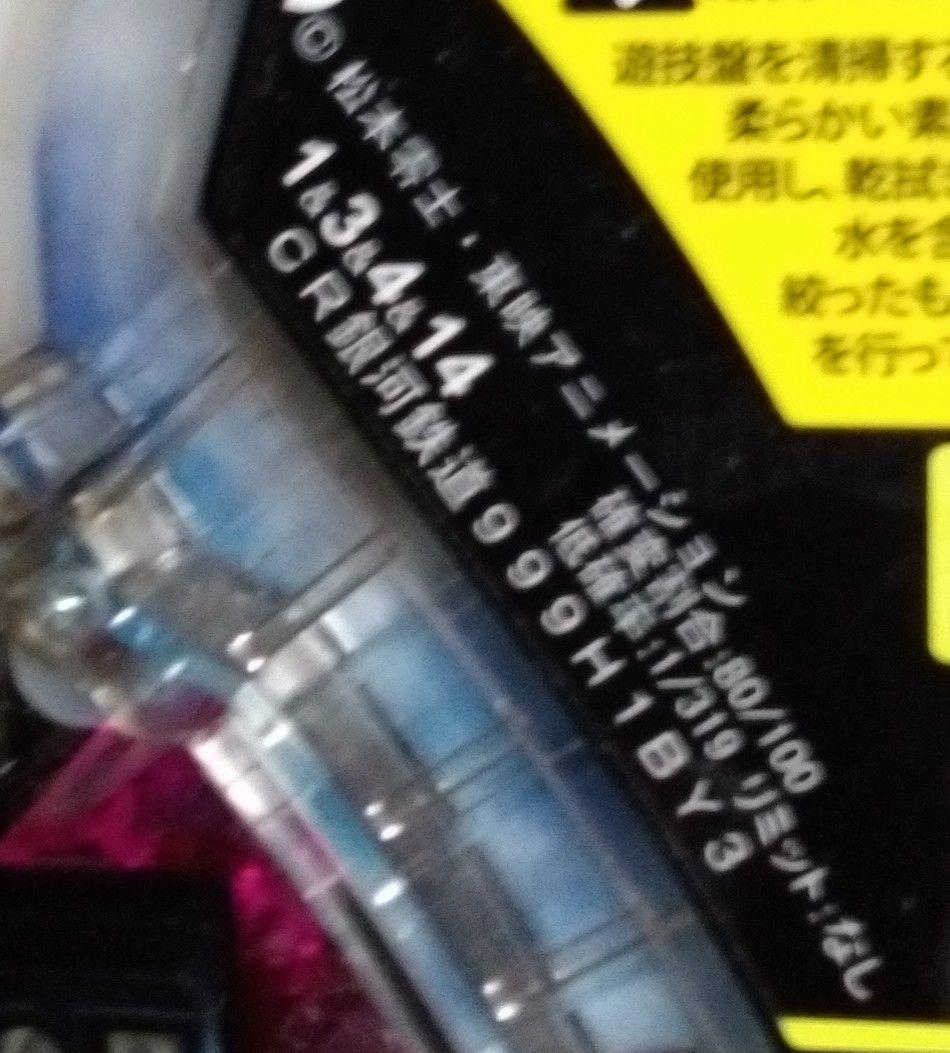 遊技盤を清掃する
柔らかい素
使用し、乾拭
水を含
絞ったも
を行っ
© 松本零士・東映アニメーション
1&3&4&14
確変割合:80/100
低確率:1/319 リミット:なし
CR銀河鉄道999H1BY3